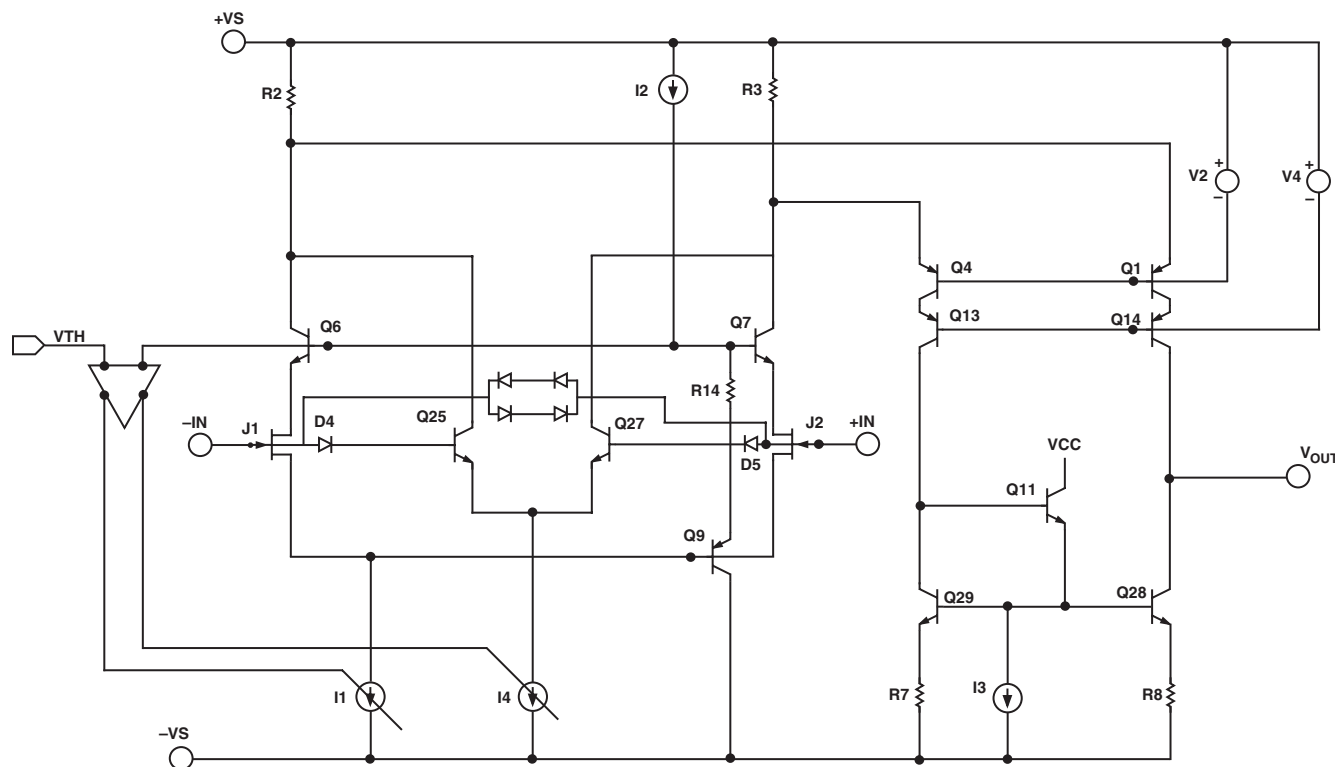 +VS
R2
I2
R3
V2
+
–
V4
+
–
Q4
Q1
Q6
Q7
Q13
Q14
VTH
R14
–IN
J1
D4
Q25
Q27
D5
J2
+IN
VCC
Q11
VOUT
Q9
Q29
Q28
I1
I4
R7
I3
R8
–VS